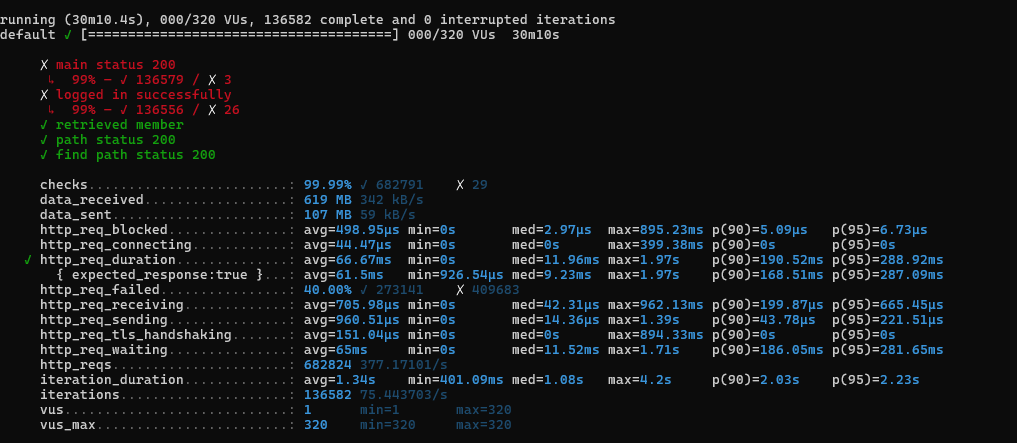 running (30m10.4s), 000/320 VUs, 136582 complete and 0 interrupted iterations
default ✓ [======================================] 000/320 VUs  30m10s

     ✗ main status 200
      ↳  99% — ✓ 136579 / ✗ 3
     ✗ logged in successfully
      ↳  99% — ✓ 136556 / ✗ 26
     ✓ retrieved member
     ✓ path status 200
     ✓ find path status 200

     checks.........................: 99.99% ✓ 682791    ✗ 29
     data_received..................: 619 MB 342 kB/s
     data_sent......................: 107 MB 59 kB/s
     http_req_blocked...............: avg=498.95µs min=0s       med=2.97µs  max=895.23ms p(90)=5.09µs   p(95)=6.73µs
     http_req_connecting............: avg=44.47µs  min=0s       med=0s      max=399.38ms p(90)=0s       p(95)=0s
   ✓ http_req_duration..............: avg=66.67ms  min=0s       med=11.96ms max=1.97s    p(90)=190.52ms p(95)=288.92ms
       { expected_response:true }...: avg=61.5ms   min=926.54µs med=9.23ms  max=1.97s    p(90)=168.51ms p(95)=287.09ms
     http_req_failed................: 40.00% ✓ 273141    ✗ 409683
     http_req_receiving.............: avg=705.98µs min=0s       med=42.31µs max=962.13ms p(90)=199.87µs p(95)=665.45µs
     http_req_sending...............: avg=960.51µs min=0s       med=14.36µs max=1.39s    p(90)=43.78µs  p(95)=221.51µs
     http_req_tls_handshaking.......: avg=151.04µs min=0s       med=0s      max=894.33ms p(90)=0s       p(95)=0s
     http_req_waiting...............: avg=65ms     min=0s       med=11.52ms max=1.71s    p(90)=186.05ms p(95)=281.65ms
     http_reqs......................: 682824 377.17101/s
     iteration_duration.............: avg=1.34s    min=401.09ms med=1.08s   max=4.2s     p(90)=2.03s    p(95)=2.23s
     iterations.....................: 136582 75.443703/s
     vus............................: 1      min=1       max=320
     vus_max........................: 320    min=320     max=320